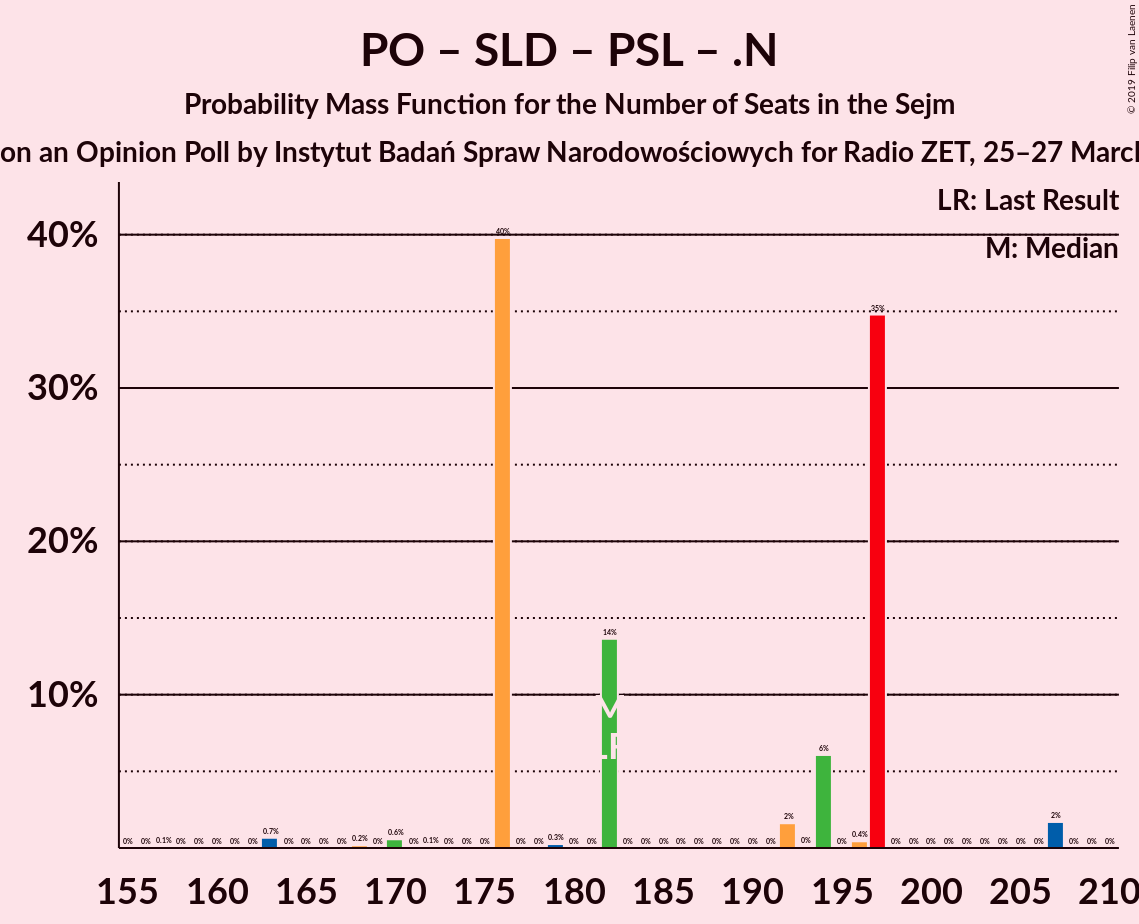 PO – SLD – PSL – .N
Probability Mass Function for the Number of Seats in the Sejm
on an Opinion Poll by Instytut Badań Spraw Narodowościowych for Radio ZET, 25–27 March
© 2019 Filip van Laenen
LR: Last Result
M: Median
40%
30%
20%
10%
0% 0% 0.1% 0% 0% 0% 0% 0% 0.7% 0% 0% 0% 0% 0.2% 0% 0.6% 0% 0.1% 0% 0% 0% 40% 0% 0% 0.3% 0% 0% 14% 0% 0% 0% 0% 0% 0% 0% 0% 0% 2% 0% 6% 0% 0.4% 35% 0% 0% 0% 0% 0% 0% 0% 0% 0% 2% 0% 0% 0%
M
LR
155 160 165 170 175 180 185 190 195 200 205 210